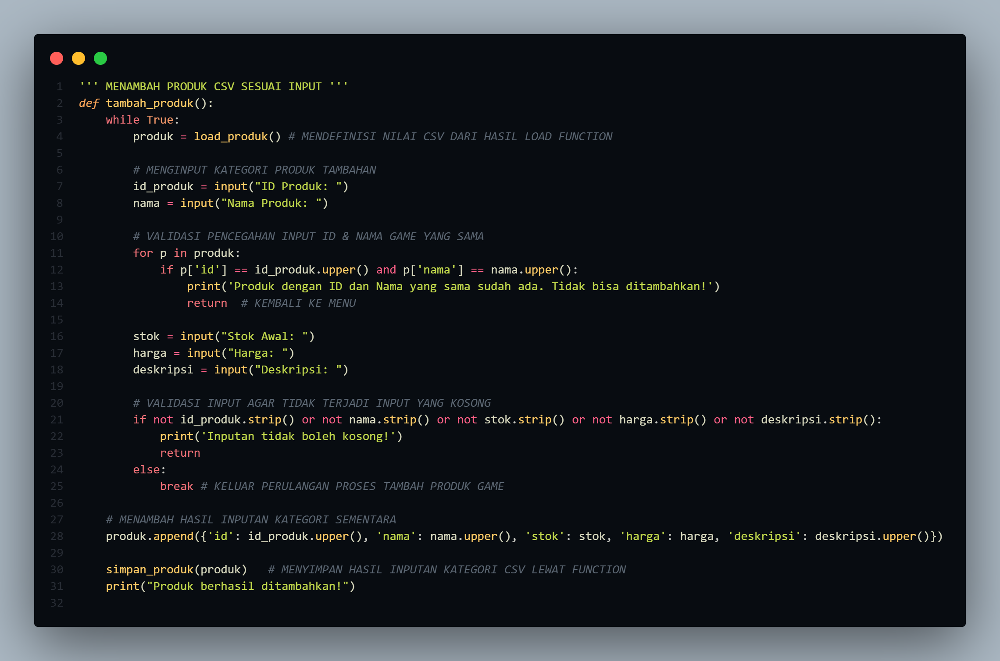 1 ''' MENAMBAH PRODUK CSV SESUAI INPUT '''
2 def tambah_produk():
3     while True:
4         produk = load_produk() # MENDEFINISI NILAI CSV DARI HASIL LOAD FUNCTION
5
6         # MENGINPUT KATEGORI PRODUK TAMBAHAN
7         id_produk = input("ID Produk: ")
8         nama = input("Nama Produk: ")
9
10         # VALIDASI PENCEGAHAN INPUT ID & NAMA GAME YANG SAMA
11         for p in produk:
12             if p['id'] == id_produk.upper() and p['nama'] == nama.upper():
13                 print('Produk dengan ID dan Nama yang sama sudah ada. Tidak bisa ditambahkan!')
14                 return  # KEMBALI KE MENU
15
16         stok = input("Stok Awal: ")
17         harga = input("Harga: ")
18         deskripsi = input("Deskripsi: ")
19
20         # VALIDASI INPUT AGAR TIDAK TERJADI INPUT YANG KOSONG
21         if not id_produk.strip() or not nama.strip() or not stok.strip() or not harga.strip() or not deskripsi.strip():
22             print('Inputan tidak boleh kosong!')
23             return
24         else:
25             break # KELUAR PERULANGAN PROSES TAMBAH PRODUK GAME
26
27     # MENAMBAH HASIL INPUTAN KATEGORI SEMENTARA
28     produk.append({'id': id_produk.upper(), 'nama': nama.upper(), 'stok': stok, 'harga': harga, 'deskripsi': deskripsi.upper()})
29
30     simpan_produk(produk)   # MENYIMPAN HASIL INPUTAN KATEGORI CSV LEWAT FUNCTION
31     print("Produk berhasil ditambahkan!")
32